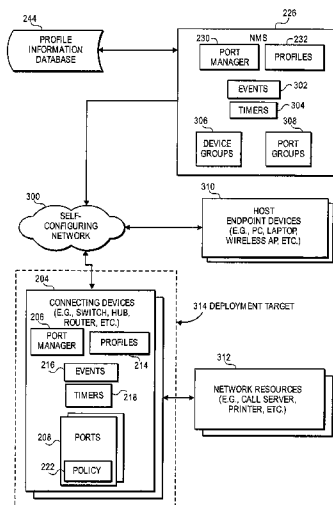 244
PROFILE
INFORMATION
DATABASE
226
NMS
230
PORT
MANAGER
232
PROFILES
EVENTS
302
TIMERS
304
306
DEVICE
GROUPS
308
PORT
GROUPS
300
SELF-
CONFIGURING
NETWORK
310
HOST
ENDPOINT DEVICES
(E.G., PC, LAPTOP,
WIRELESS AP, ETC.)
204
CONNECTING DEVICES
(E.G., SWITCH, HUB,
ROUTER, ETC.)
206
PORT
MANAGER
PROFILES
214
216
EVENTS
TIMERS
218
208
PORTS
POLICY
222
314 DEPLOYMENT TARGET
312
NETWORK RESOURCES
(E.G., CALL SERVER,
PRINTER, ETC.)